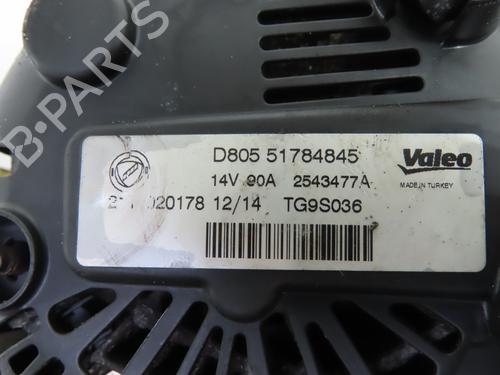 B-PARTS
D805 51784845
Valeo
14V 90A 2543477A
MADE IN TURKEY
020178 12/14 TG9S036